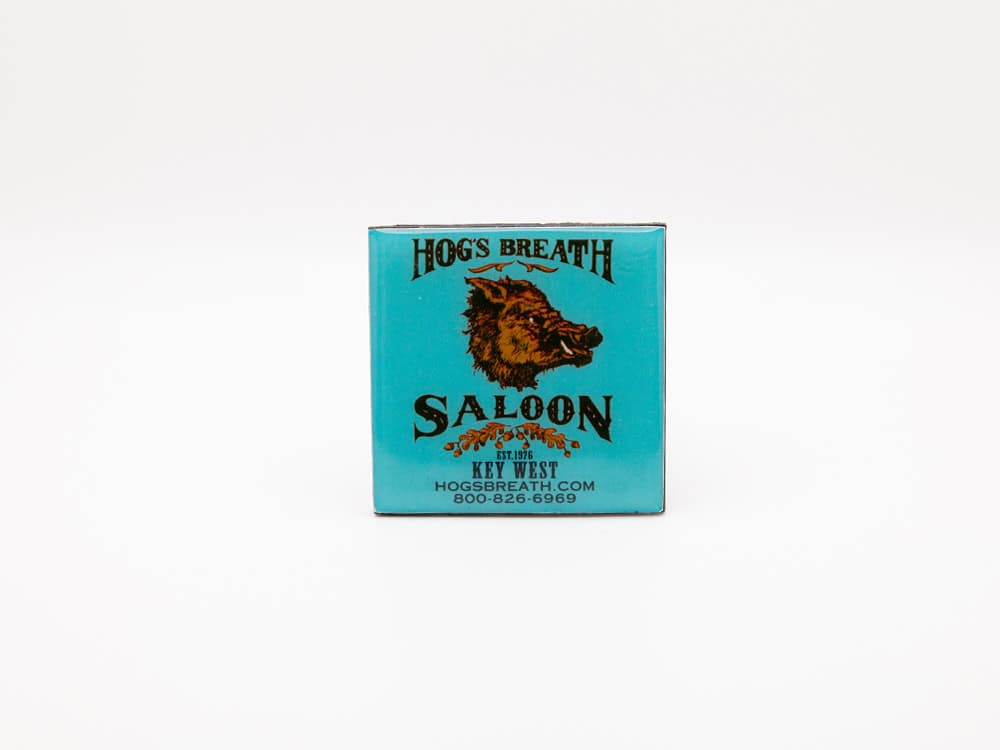 HOG'S BREATH
SALOON
EST.1976
KEY WEST
HOGSBREATH.COM
800-826-6969